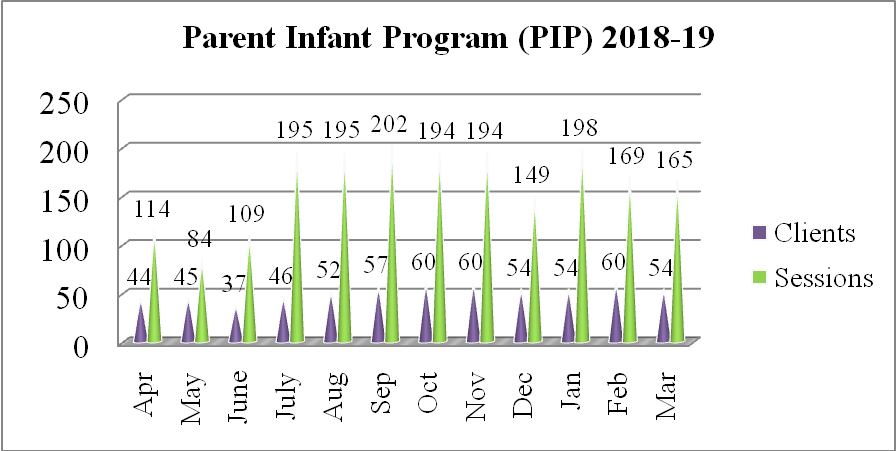 Parent Infant Program (PIP) 2018-19
250
200
150
100
50
0
114
84
109
195
195
202
194
194
149
198
169
165
44
45
37
46
52
57
60
60
54
54
60
54
Clients
Sessions
Apr
May
June
July
Aug
Sep
Oct
Nov
Dec
Jan
Feb
Mar